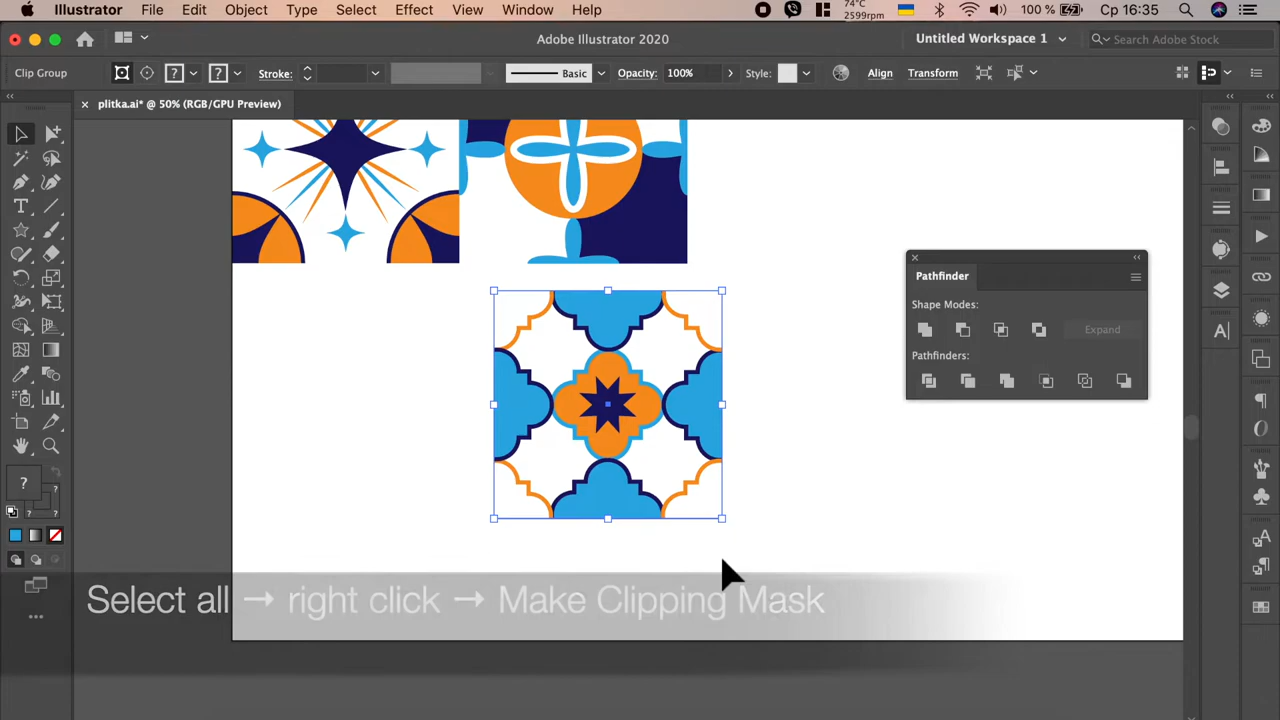 Illustrator File Edit Object Type Select Effect View Window Help 74°C 2599rpm 100 % Ср 16:35
Adobe Illustrator 2020 Untitled Workspace 1 Search Adobe Stock
Clip Group ? ? Stroke: Basic Opacity: 100% Style: Align Transform
plitka.ai* @ 50% (RGB/GPU Preview)
Pathfinder
Shape Modes:
Expand
Pathfinders:
?
?
? ?
Select all → right click → Make Clipping Mask